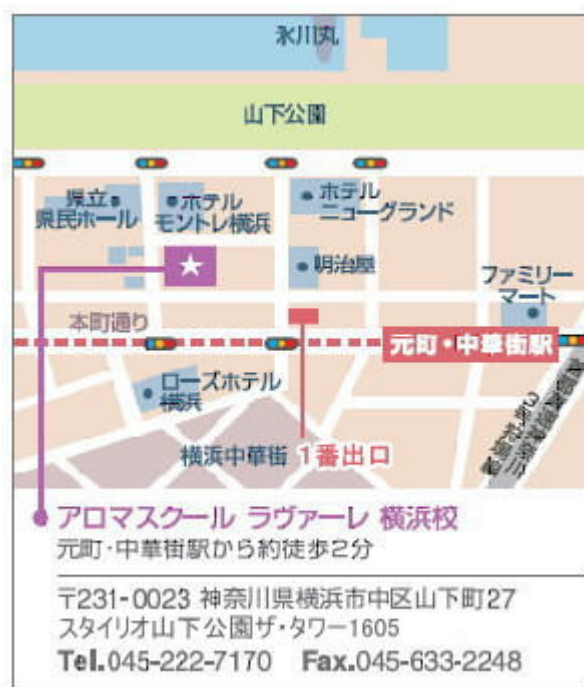 氷川丸
山下公園
県立
県民ホール
ホテル
モントレ横浜
ホテル
ニューグランド
★
明治屋
ファミリー
マート
本町通り
元町・中華街駅
ローズホテル
横浜
横浜中華街
1番出口
アロマスクール ラヴァーレ 横浜校
元町・中華街駅から約徒歩2分
〒231-0023 神奈川県横浜市中区山下町27
スタイリオ山下公園ザ・タワー1605
Tel.045-222-7170 Fax.045-633-2248